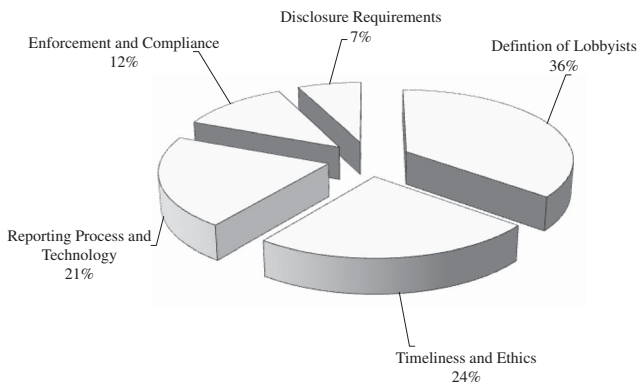 Disclosure Requirements
7%
Enforcement and Compliance
12%
Defintion of Lobbyists
36%
Reporting Process and
Technology
21%
Timeliness and Ethics
24%